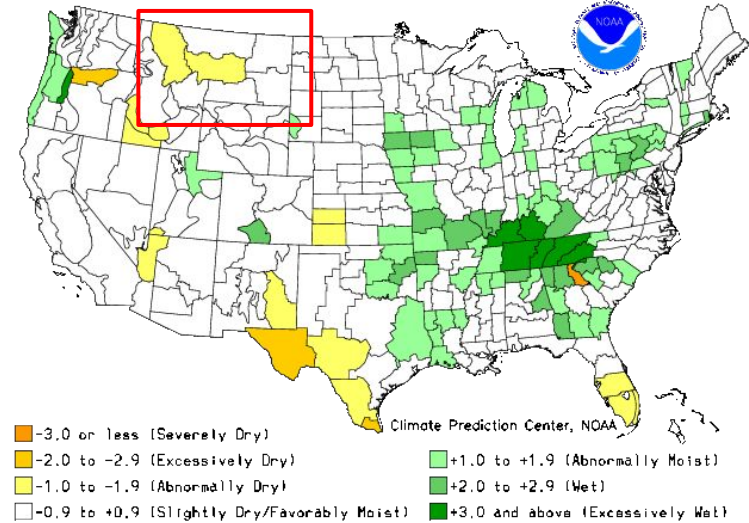 NOAA
Climate Prediction Center, NOAA
-3.0 or less (Severely Dry)
-2.0 to -2.9 (Excessively Dry)
-1.0 to -1.9 (Abnormally Dry)
-0.9 to +0.9 (Slightly Dry/Favorably Moist)
+1.0 to +1.9 (Abnormally Moist)
+2.0 to +2.9 (Wet)
+3.0 and above (Excessively Wet)